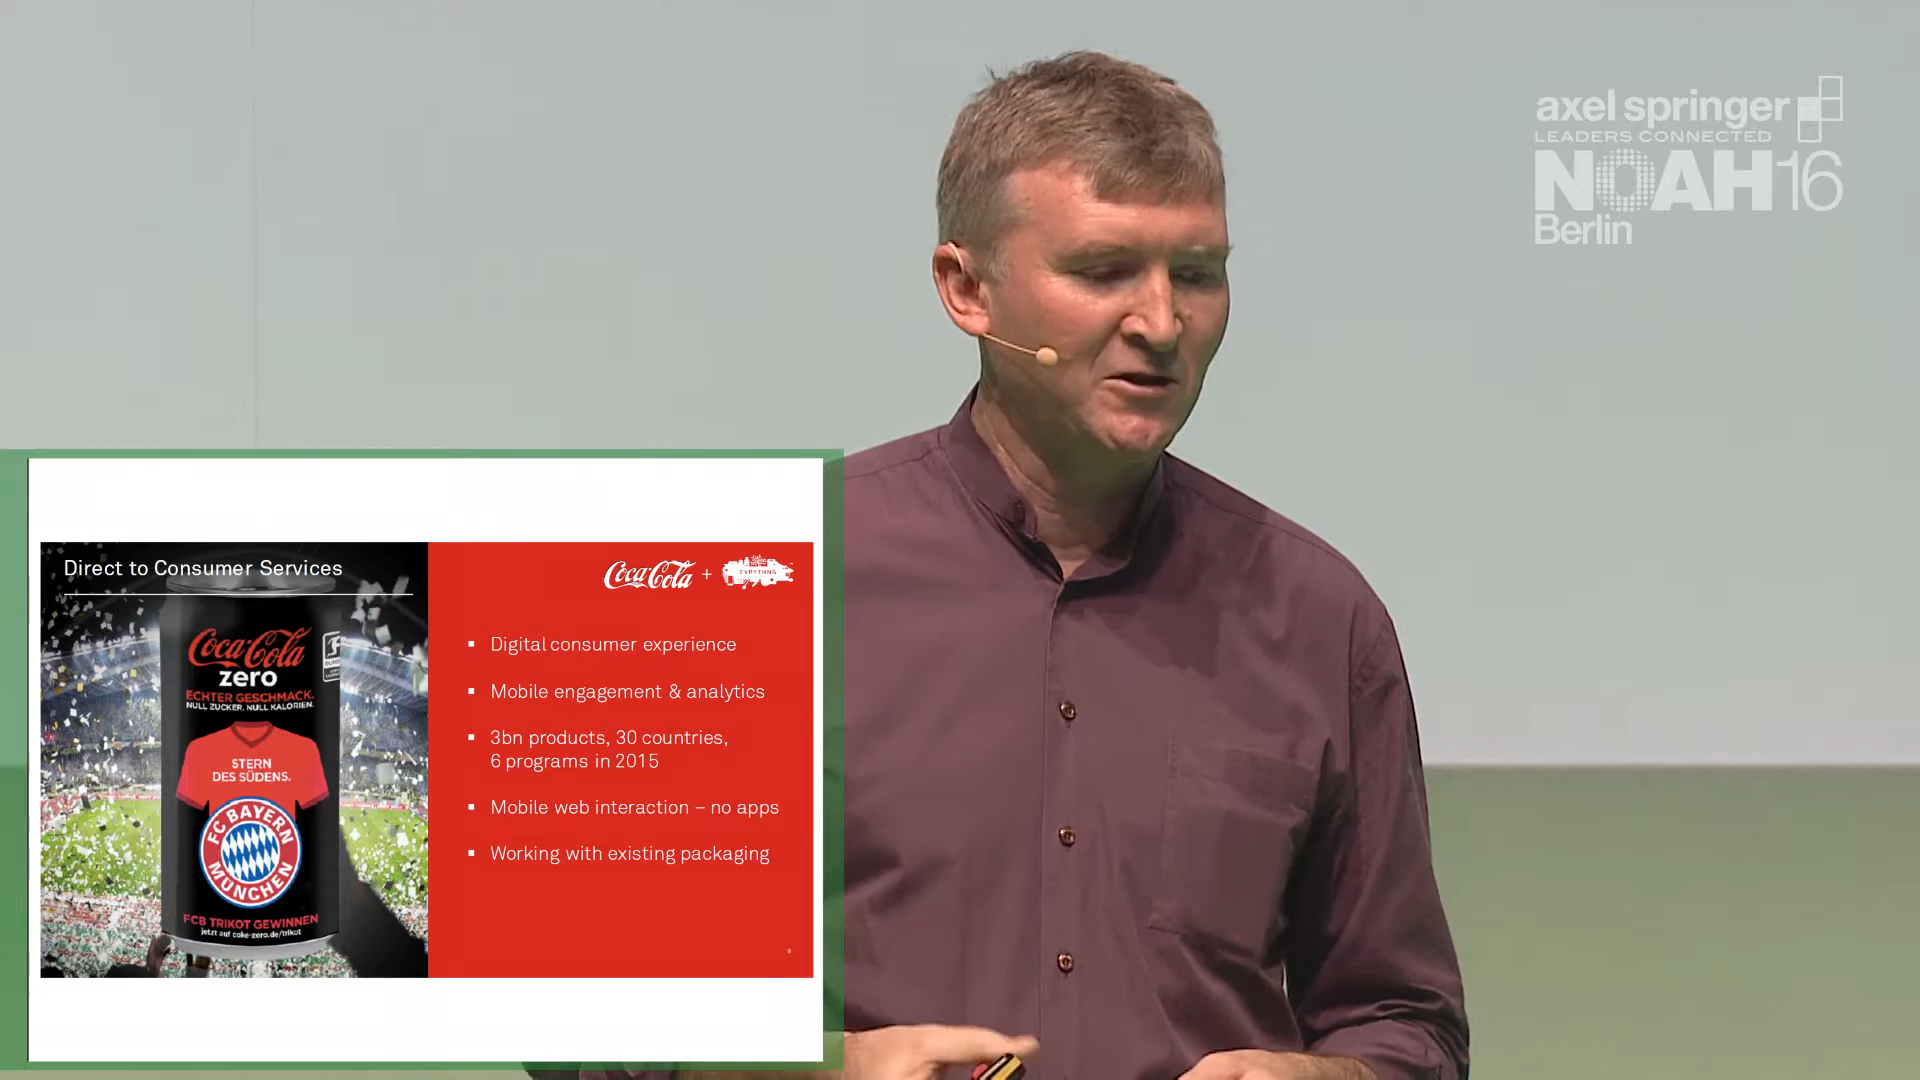 axel springer
LEADERS CONNECTED
NOAH16
Berlin
Direct to Consumer Services
Coca-Cola + EVRYTHNG
Coca-Cola
zero
ECHTER GESCHMACK.
NULL ZUCKER. NULL KALORIEN.
STERN
DES SÜDENS.
FC BAYERN
MÜNCHEN
FCB TRIKOT GEWINNEN
jetzt auf coke-zero.de/trikot
▪ Digital consumer experience
▪ Mobile engagement & analytics
▪ 3bn products, 30 countries,
6 programs in 2015
▪ Mobile web interaction – no apps
▪ Working with existing packaging
9